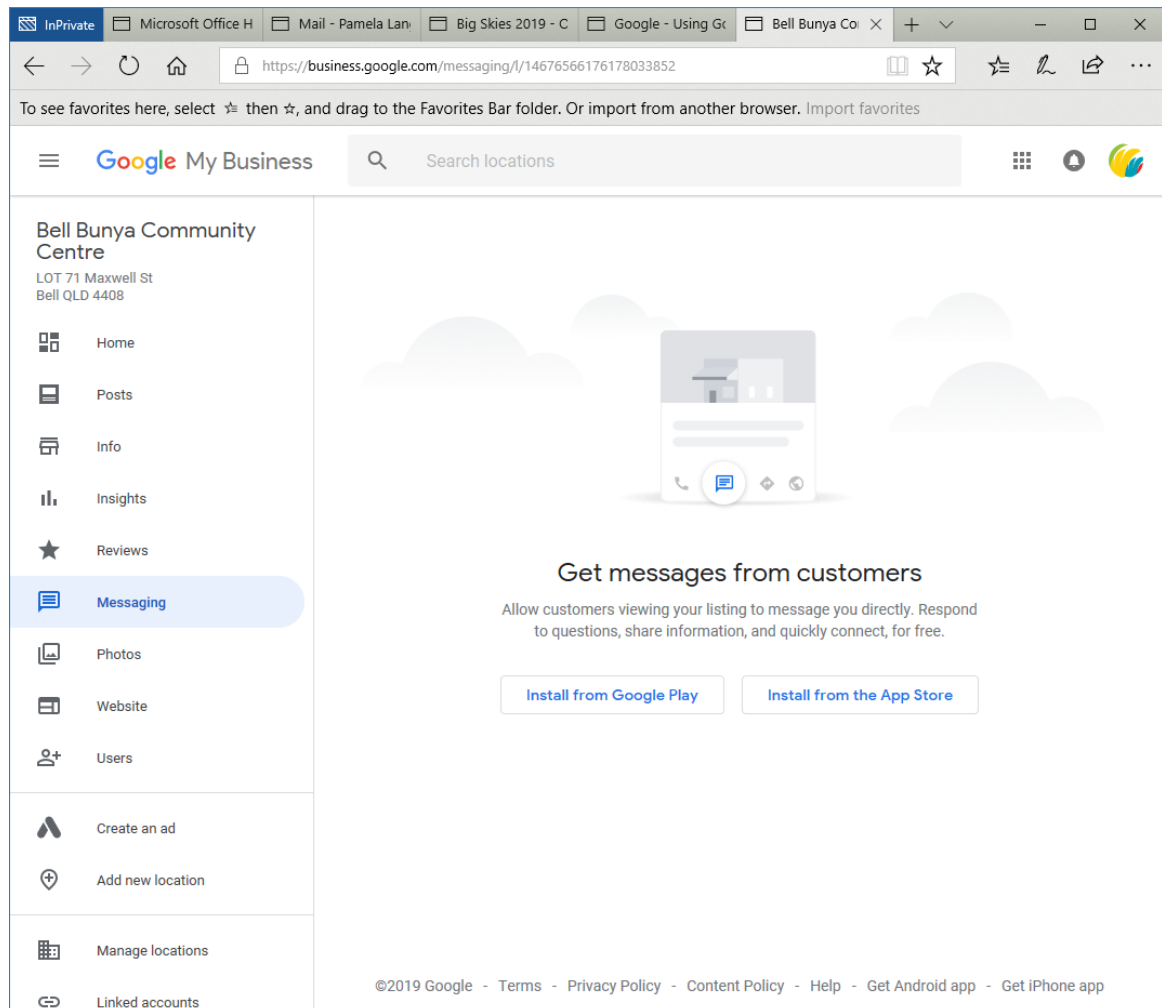 InPrivate
Microsoft Office H
Mail - Pamela Lan
Big Skies 2019 - C
Google - Using Go
Bell Bunya Co
https://business.google.com/messaging/l/14676566176178033852
To see favorites here, select then, and drag to the Favorites Bar folder. Or import from another browser. Import favorites
Google My Business
Search locations
Bell Bunya Community
Centre
LOT 71 Maxwell St
Bell QLD 4408
Home
Posts
Info
Insights
Reviews
Messaging
Photos
Website
Users
Create an ad
Add new location
Manage locations
Linked accounts
Get messages from customers
Allow customers viewing your listing to message you directly. Respond
to questions, share information, and quickly connect, for free.
Install from Google Play
Install from the App Store
©2019 Google - Terms - Privacy Policy - Content Policy - Help - Get Android app - Get iPhone app